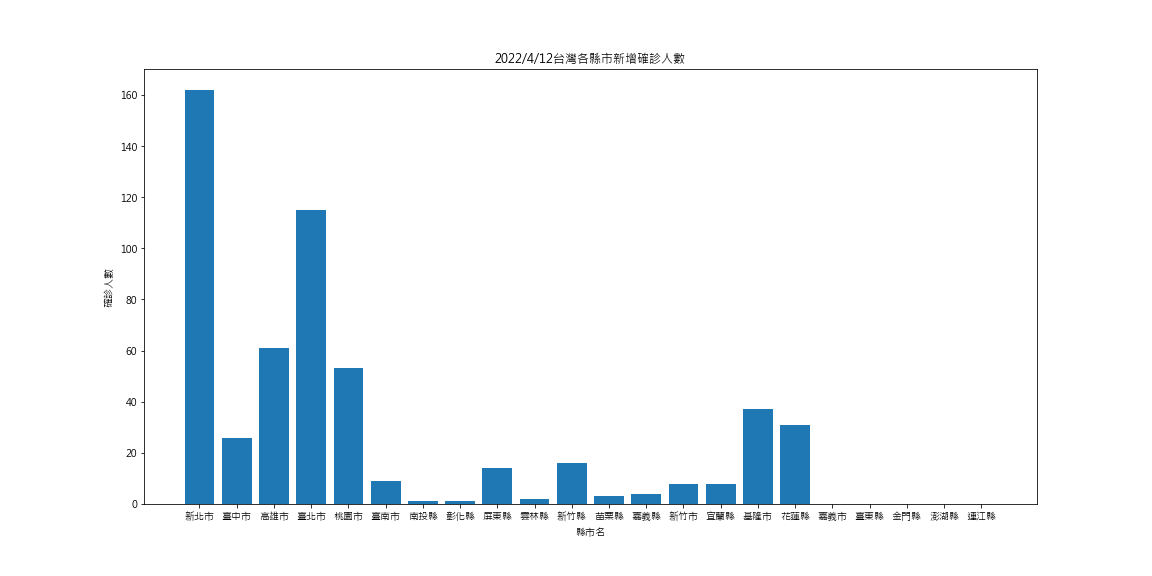 2022/4/12台灣各縣市新增確診人數
確診人數
160
140
120
100
80
60
40
20
0
新北市 臺中市 高雄市 臺北市 桃園市 臺南市 南投縣 彰化縣 屏東縣 雲林縣 新竹縣 苗栗縣 嘉義縣 新竹市 宜蘭縣 基隆市 花蓮縣 嘉義市 臺東縣 金門縣 澎湖縣 連江縣
縣市名